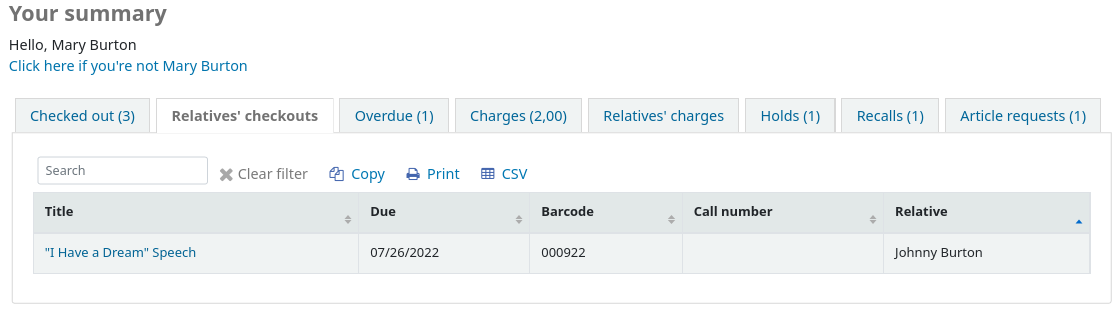 Your summary
Hello, Mary Burton
Click here if you're not Mary Burton
Checked out (3) Relatives' checkouts Overdue (1) Charges (2,00) Relatives' charges Holds (1) Recalls (1) Article requests (1)
Search Clear filter Copy Print CSV
Title Due Barcode Call number Relative
"I Have a Dream" Speech 07/26/2022 000922 Johnny Burton